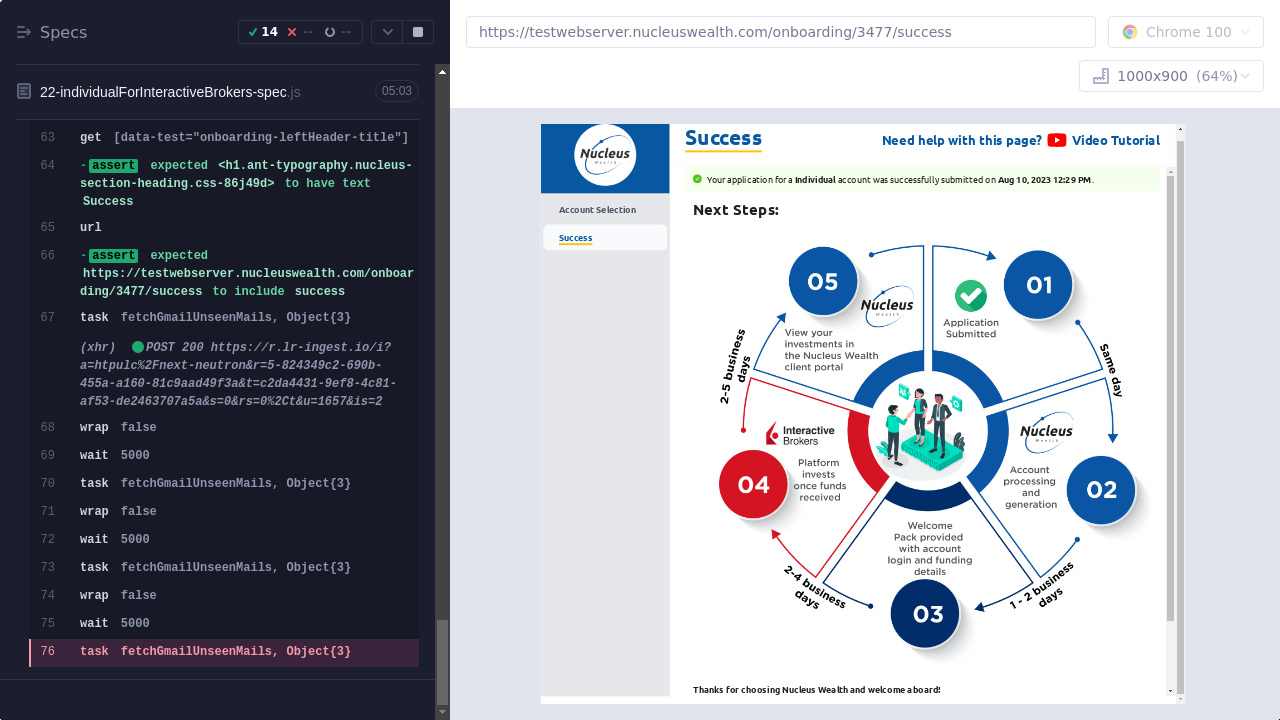 Specs
14
--
--
22-individualForInteractiveBrokers-spec.js
05:03
63 get [data-test="onboarding-leftHeader-title"]
64 -assert expected <h1.ant-typography.nucleus-
section-heading.css-86j49d> to have text
Success
65 url
66 -assert expected
https://testwebserver.nucleuswealth.com/onboar
ding/3477/success to include success
67 task fetchGmailUnseenMails, Object{3}
(xhr) POST 200 https://r.lr-ingest.io/i?
a=htpulc%2Fnext-neutron&r=5-824349c2-690b-
455a-a160-81c9aad49f3a&t=c2da4431-9ef8-4c81-
af53-de2463707a5a&s=0&rs=0%2Ct&u=1657&is=2
68 wrap false
69 wait 5000
70 task fetchGmailUnseenMails, Object{3}
71 wrap false
72 wait 5000
73 task fetchGmailUnseenMails, Object{3}
74 wrap false
75 wait 5000
76 task fetchGmailUnseenMails, Object{3}
https://testwebserver.nucleuswealth.com/onboarding/3477/success
Chrome 100
1000x900 (64%)
Nucleus
Wealth
Account Selection
Success
Success
Need help with this page? Video Tutorial
Your application for a Individual account was successfully submitted on Aug 10, 2023 12:29 PM.
Next Steps:
01
Application
Submitted
Same day
02
Nucleus
Wealth
Account
processing
and
generation
1 - 2 business
days
03
Welcome
Pack provided
with account
login and funding
details
2-4 business
days
04
Interactive
Brokers
Platform
invests
once funds
received
2-5 business
days
05
Nucleus
Wealth
View your
investments in
the Nucleus Wealth
client portal
Thanks for choosing Nucleus Wealth and welcome aboard!